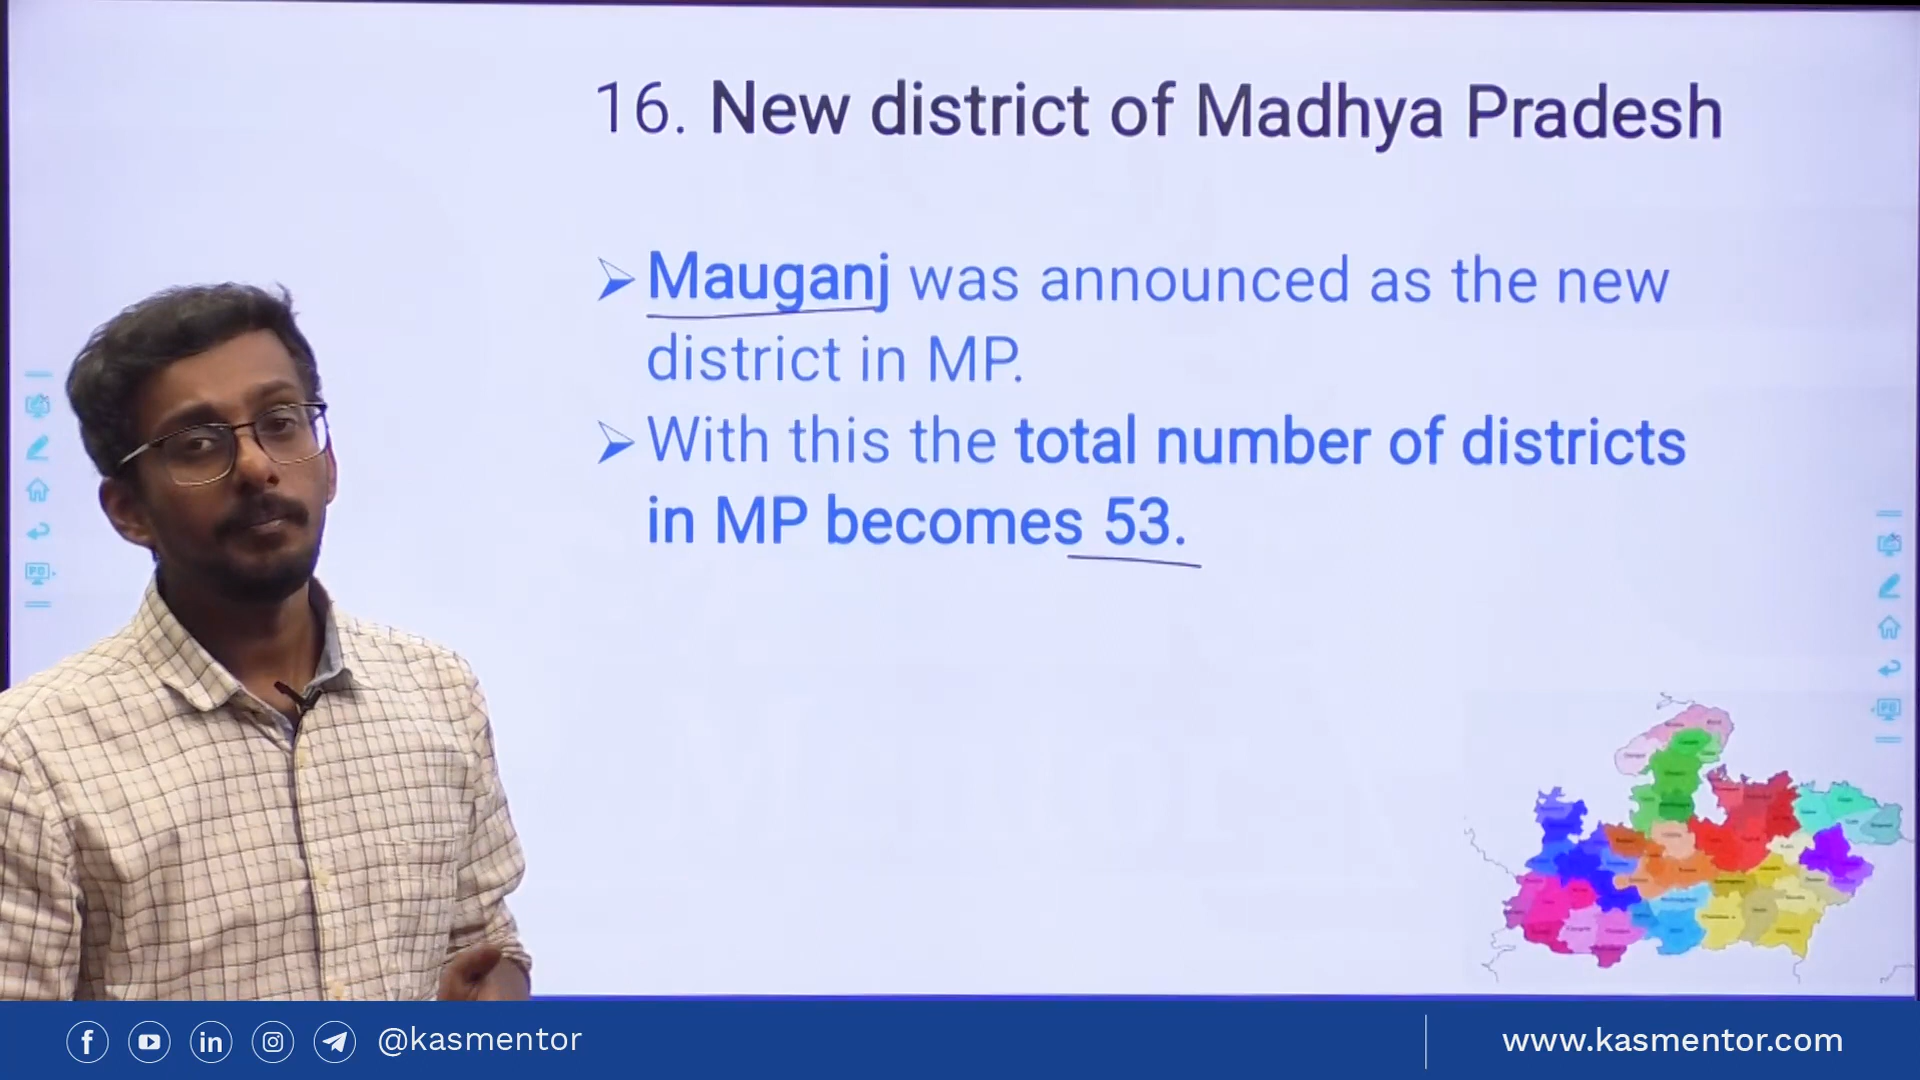 16. New district of Madhya Pradesh
Mauganj was announced as the new
district in MP.
With this the total number of districts
in MP becomes 53.
@kasmentor
www.kasmentor.com